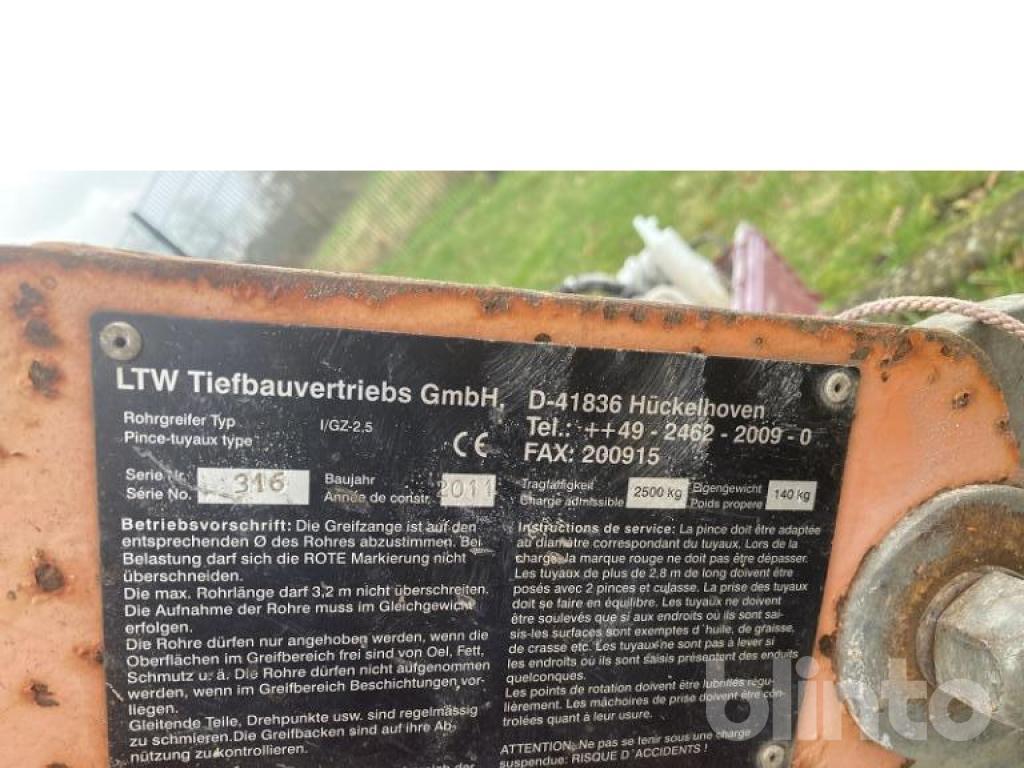 LTW Tiefbauvertriebs GmbH, D-41836 Hückelhoven
Tel.: ++49 - 2462 - 2009 - 0
FAX: 200915
Rohrgreifer Typ I/GZ-2,5
Pince-tuyaux type
CE
Serie Nr. 316
Série No.
Baujahr 2011
Année de constr.
Tragfähigkeit 2500 kg Eigengewicht 140 kg
Charge admissible Poids propere
Betriebsvorschrift: Die Greifzange ist auf den
entsprechenden Ø des Rohres abzustimmen. Bei
Belastung darf sich die ROTE Markierung nicht
überschneiden.
Die max. Rohrlänge darf 3,2 m nicht überschreiten.
Die Aufnahme der Rohre muss im Gleichgewicht
erfolgen.
Die Rohre dürfen nur angehoben werden, wenn die
Oberflächen im Greifbereich frei sind von Oel, Fett,
Schmutz u. ä. Die Rohre dürfen nicht aufgenommen
werden, wenn im Greifbereich Beschichtungen vor-
liegen.
Gleitende Teile, Drehpunkte usw. sind regelmässig
zu schmieren.Die Greifbacken sind auf ihre Ab-
nützung zu kontrollieren.
Instructions de service: La pince doit être adaptée
au diamètre correspondant du tuyaux. Lors de la
charge, la marque rouge ne doit pas être dépasser.
Les tuyaux de plus de 2,8 m de long doivent être
posés avec 2 pinces et culasse. La prise des tuyaux
doit se faire en équilibre. Les tuyaux ne doivent
être soulevés que si aux endroits où ils sont sai-
sis-les surfaces sont exemptes d´huile, de graisse,
de crasse etc. Les tuyaux ne sont pas à lever si
les endroits où ils sont saisis présentent des enduits
quelconques.
Les points de rotation doivent être lubrifiés régu-
lièrement. Les mâchoires de prise doivent être con-
trolées quant à leur usure.
ATTENTION: Ne pas se tenir sous une charge
suspendue: RISQUE D´ACCIDENTS !
blinto